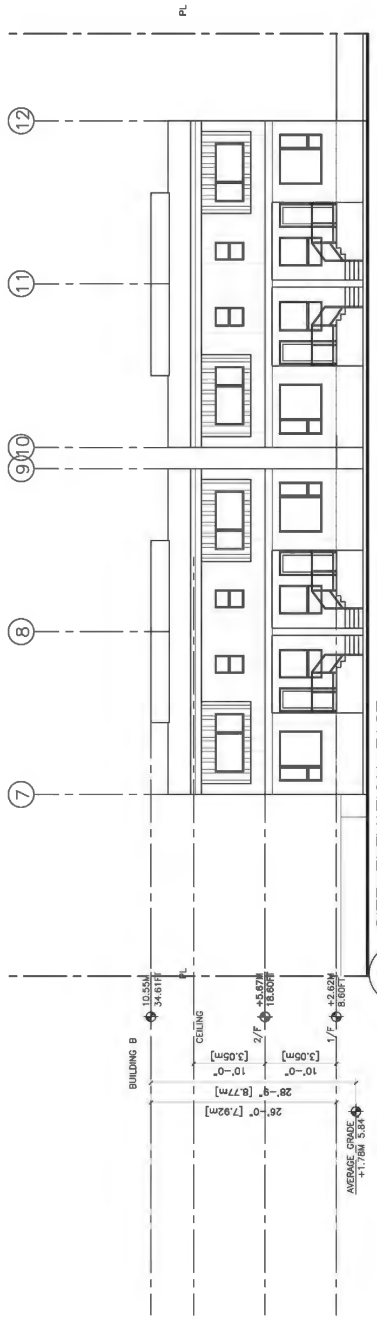 7
8
9
10
11
12
PL
BUILDING B
10.55M
34.61FT
PL
CEILING
2/F
+5.67M
18.60FT
1/F
+2.62M
8.60FT
10'-0"
[3.05m]
10'-0"
[3.05m]
28'-9" [8.77m]
26'-0" [7.92m]
AVERAGE GRADE
+1.78M 5.84